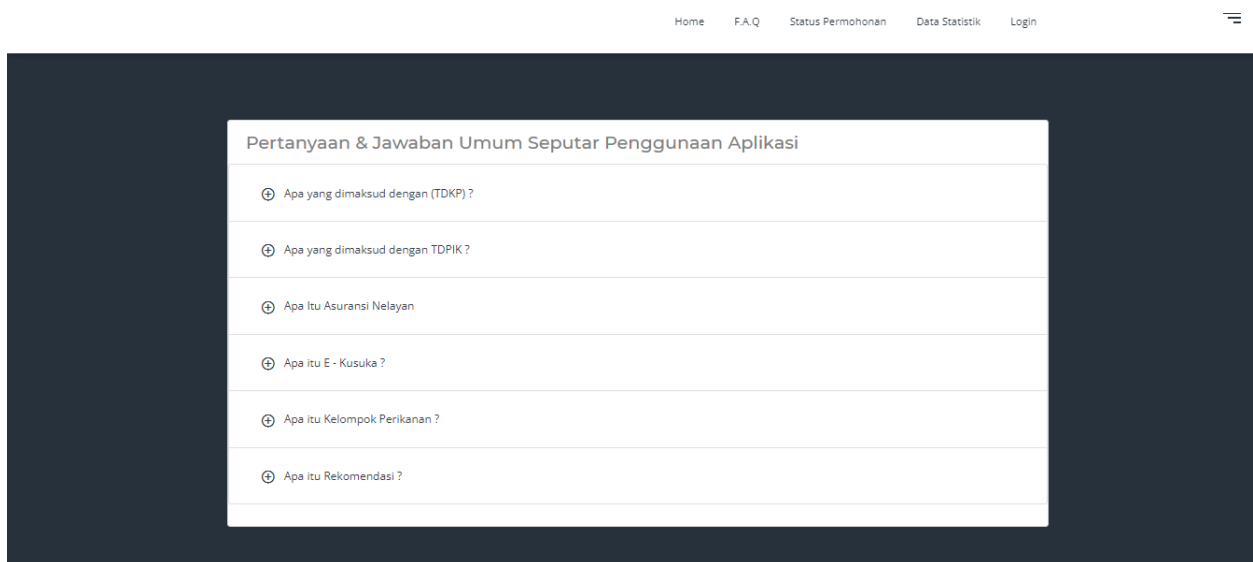 Home F.A.Q Status Permohonan Data Statistik Login
Pertanyaan & Jawaban Umum Seputar Penggunaan Aplikasi
Apa yang dimaksud dengan (TDKP) ?
Apa yang dimaksud dengan TDPIK ?
Apa Itu Asuransi Nelayan
Apa itu E - Kusuka ?
Apa itu Kelompok Perikanan ?
Apa itu Rekomendasi ?